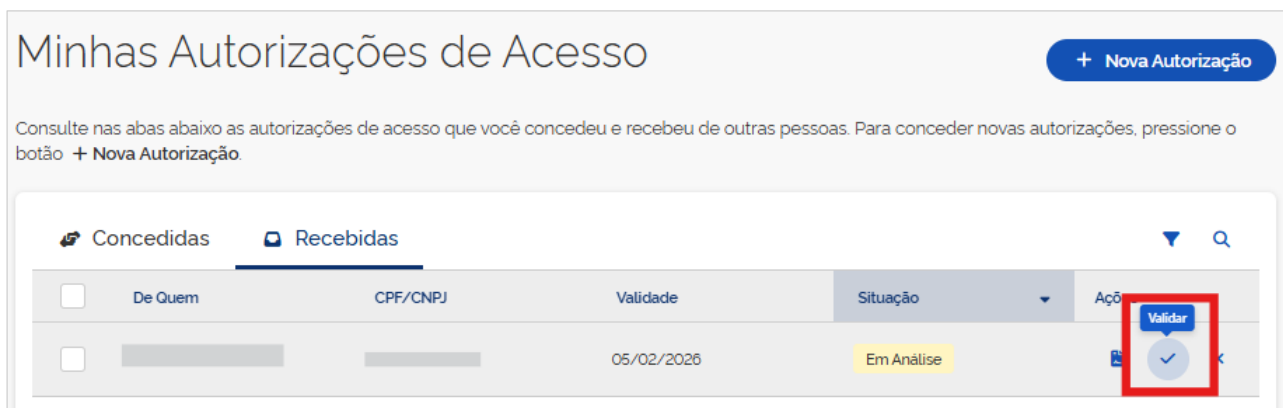 Minhas Autorizações de Acesso
+ Nova Autorização
Consulte nas abas abaixo as autorizações de acesso que você concedeu e recebeu de outras pessoas. Para conceder novas autorizações, pressione o
botão + Nova Autorização.
Concedidas Recebidas
De Quem CPF/CNPJ Validade Situação
Validar
05/02/2026 Em Análise